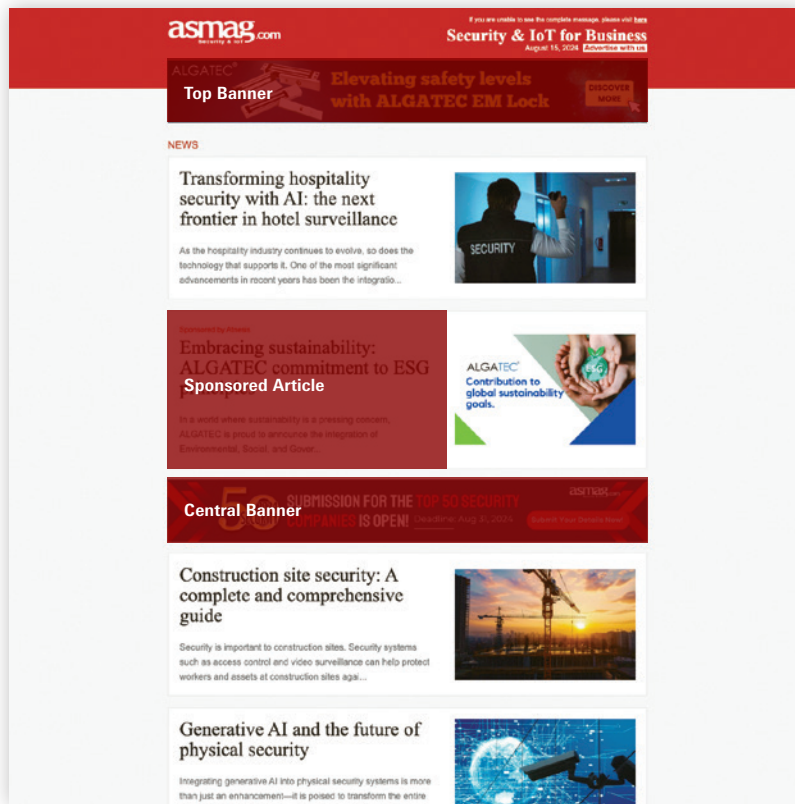 If you are unable to see the complete message, please visit here
asmag.com
Security & IoT
Security & IoT for Business
August 15, 2024 Advertise with us
ALGATEC®
Elevating safety levels
with ALGATEC EM Lock
DISCOVER
MORE
Top Banner
NEWS
Transforming hospitality
security with AI: the next
frontier in hotel surveillance
As the hospitality industry continues to evolve, so does the
technology that supports it. One of the most significant
advancements in recent years has been the integratio...
SECURITY
Embracing sustainability:
ALGATEC commitment to ESG
principles
Sponsored Article
In a world where sustainability is a pressing concern,
ALGATEC is proud to announce the integration of
Environmental, Social, and Gover...
ALGATEC®
ESG
Contribution to
global sustainability
goals.
50
SUBMISSION FOR THE TOP 50 SECURITY
COMPANIES IS OPEN! Deadline: Aug 31, 2024
asmag.com
Submit Your Details Now!
Central Banner
Construction site security: A
complete and comprehensive
guide
Security is important to construction sites. Security systems
such as access control and video surveillance can help protect
workers and assets at construction sites agai...
Generative AI and the future of
physical security
Integrating generative AI into physical security systems is more
than just an enhancement—it is poised to transform the entire